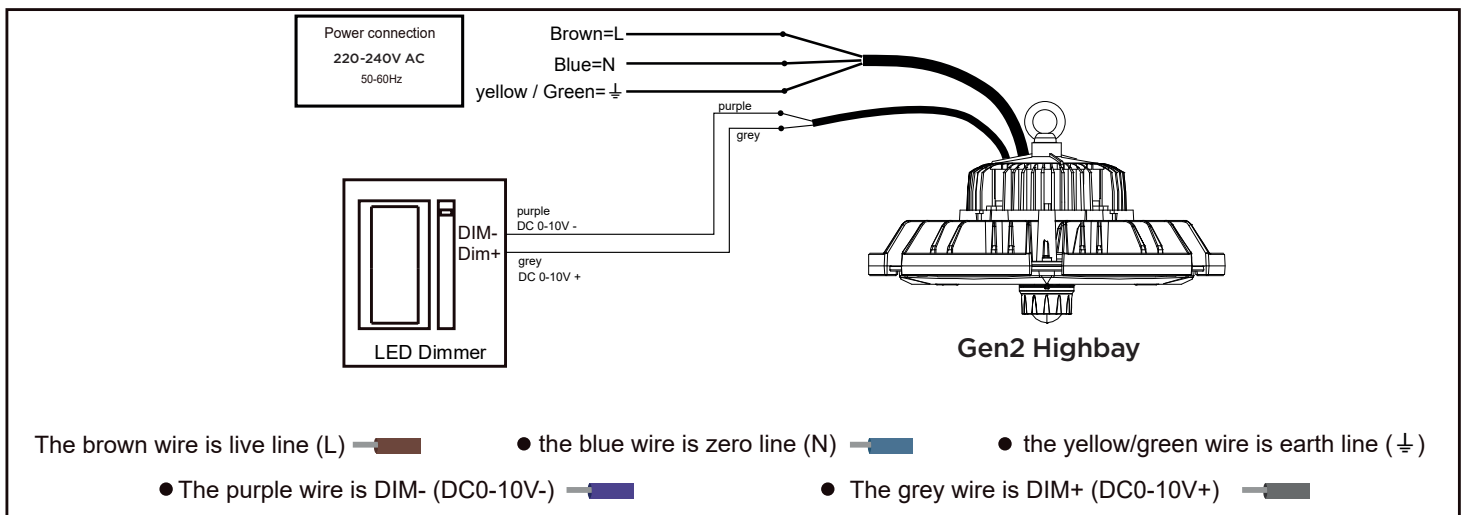 Power connection
220-240V AC
50-60Hz
Brown=L
Blue=N
yellow / Green=⏚
purple
grey
purple
DC 0-10V -
DIM-
Dim+
grey
DC 0-10V +
LED Dimmer
Gen2 Highbay
The brown wire is live line (L)
● the blue wire is zero line (N)
● the yellow/green wire is earth line (⏚)
● The purple wire is DIM- (DC0-10V-)
● The grey wire is DIM+ (DC0-10V+)